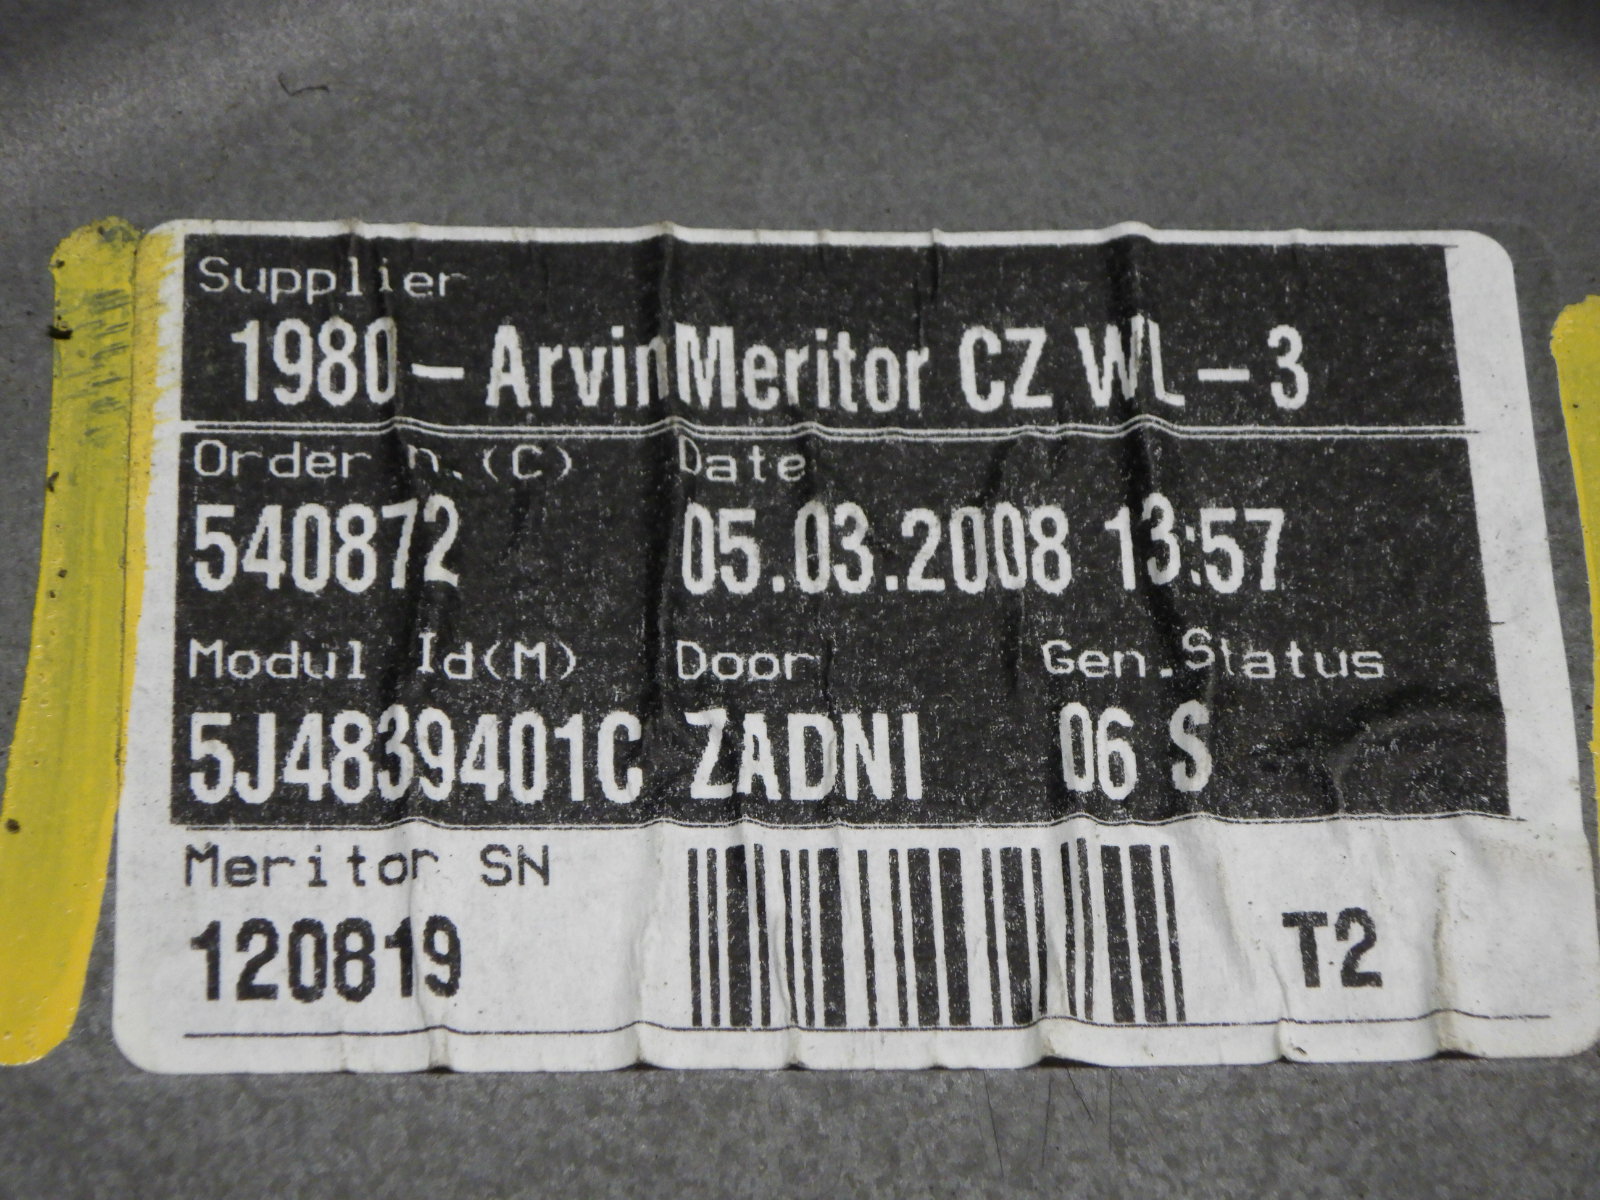 Supplier
1980-ArvinMeritor CZ WL-3
Order n.(C) Date
540872 05.03.2008 13:57
Modul Id(M) Door Gen.Status
5J4839401C ZADNI 06 S
Meritor SN
120819 T2